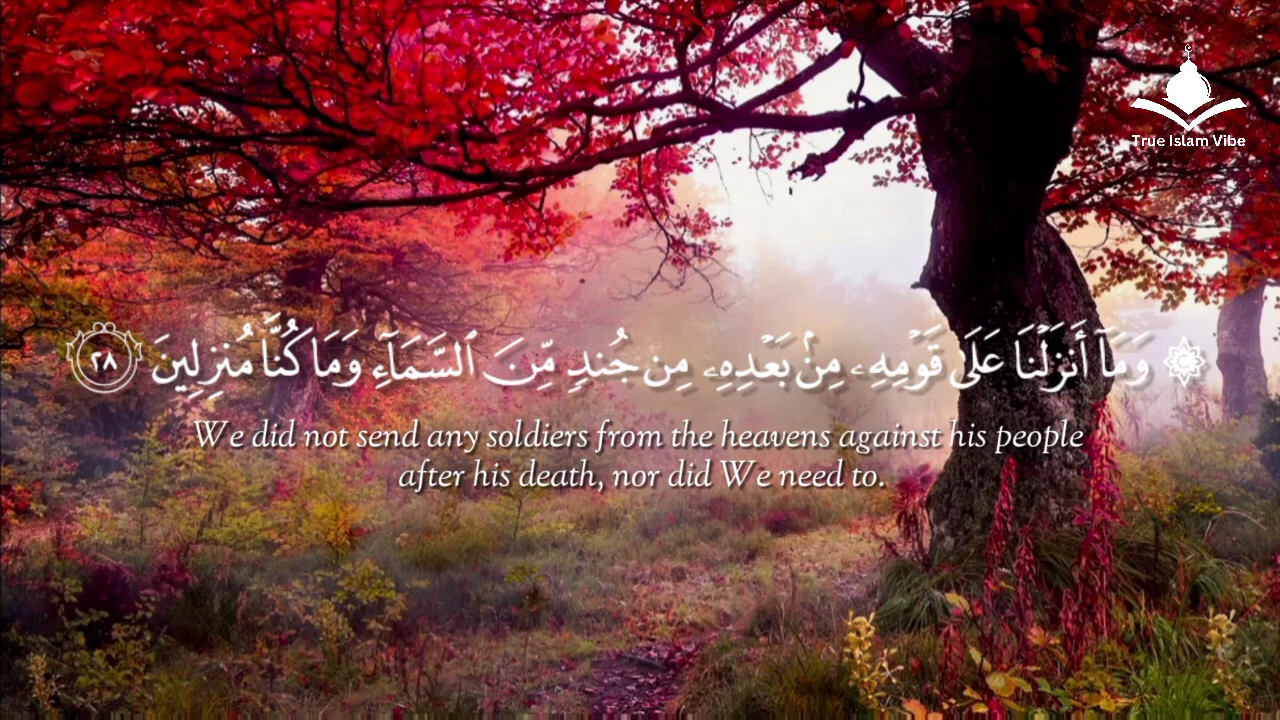 True Islam Vibe
۞ وَمَآ أَنزَلْنَا عَلَىٰ قَوْمِهِۦ مِنۢ بَعْدِهِۦ مِن جُندٍ مِّنَ ٱلسَّمَآءِ وَمَا كُنَّا مُنزِلِينَ ٢٨
We did not send any soldiers from the heavens against his people
after his death, nor did We need to.